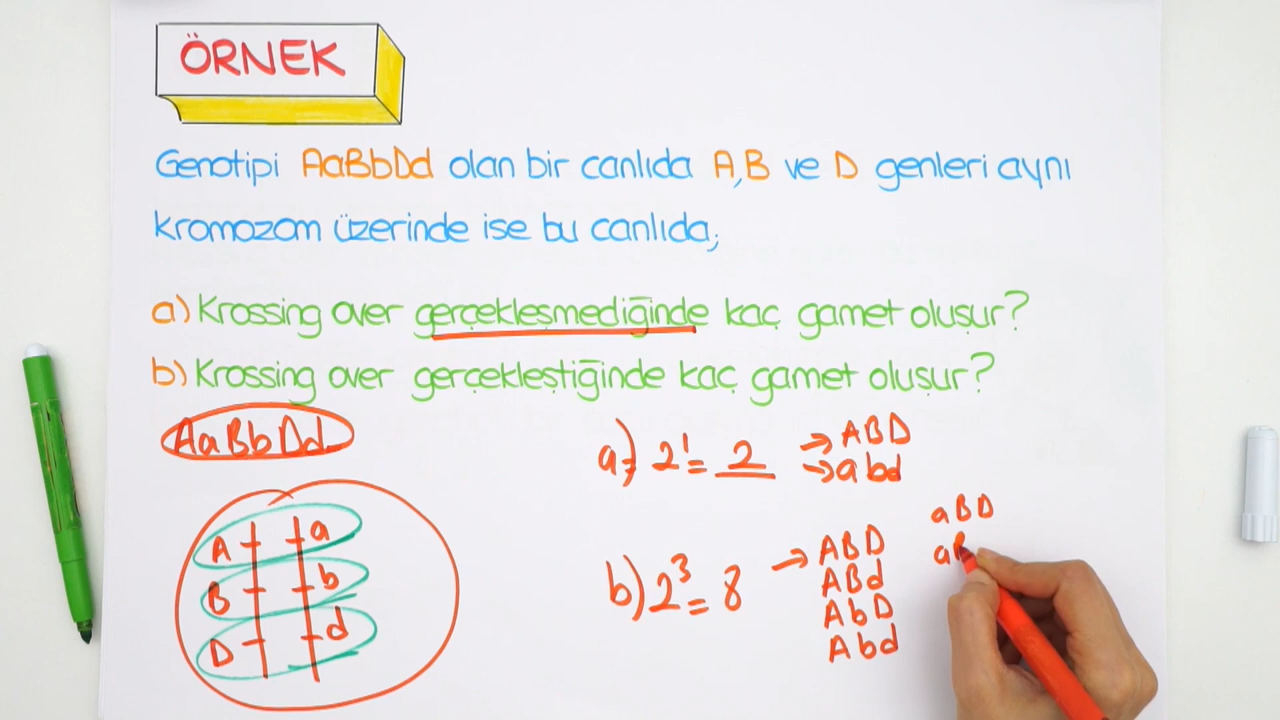 ÖRNEK
Genotipi AaBbDd olan bir canlıda A,B ve D genleri aynı
kromozom üzerinde ise bu canlıda;
a) Krossing over gerçekleşmediğinde kaç gamet oluşur?
b) Krossing over gerçekleştiğinde kaç gamet oluşur?
AaBbDd
A a
B b
D d
a) 2¹ = 2 → ABD
→ abd
b) 2³ = 8 → ABD
ABd
AbD
Abd
aBD
aB